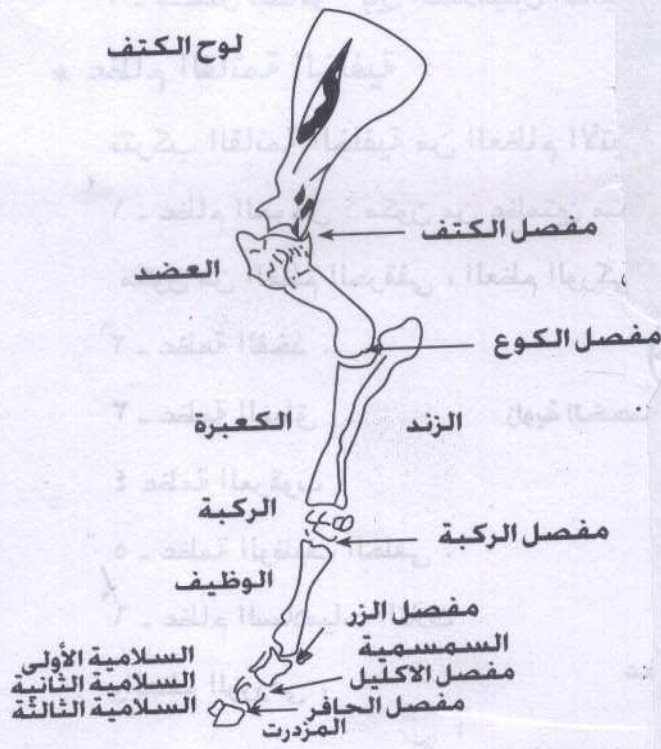 لوح الكتف
مفصل الكتف
العضد
مفصل الكوع
الزند
الكعبرة
الركبة
مفصل الركبة
الوظيف
مفصل الزر
السمسمية
السلامية الأولى
مفصل الاكليل
السلامية الثانية
مفصل الحافر
السلامية الثالثة
المزدرت